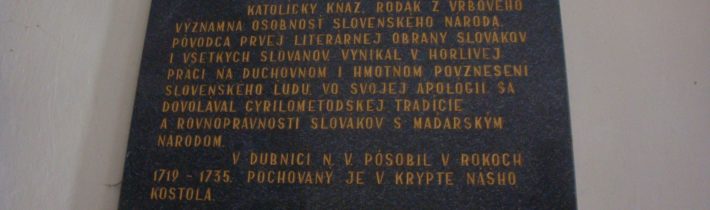 KATOLÍCKY KŇAZ, RODÁK Z VRBOVÉHO
VÝZNAMNÁ OSOBNOSŤ SLOVENSKÉHO NÁRODA,
PÔVODCA PRVEJ LITERÁRNEJ OBRANY SLOVÁKOV
I VŠETKÝCH SLOVANOV. VYNIKAL V HORLIVEJ
PRÁCI NA DUCHOVNOM I HMOTNOM POVZNESENÍ
SLOVENSKÉHO ĽUDU. VO SVOJEJ APOLÓGII SA
DOVOLÁVAL CYRILOMETODSKEJ TRADÍCIE
A ROVNOPRÁVNOSTI SLOVÁKOV S MAĎARSKÝM
NÁRODOM.
V DUBNICI N. V. PÔSOBIL V ROKOCH
1719 - 1735. POCHOVANÝ JE V KRYPTE NÁŠHO
KOSTOLA.